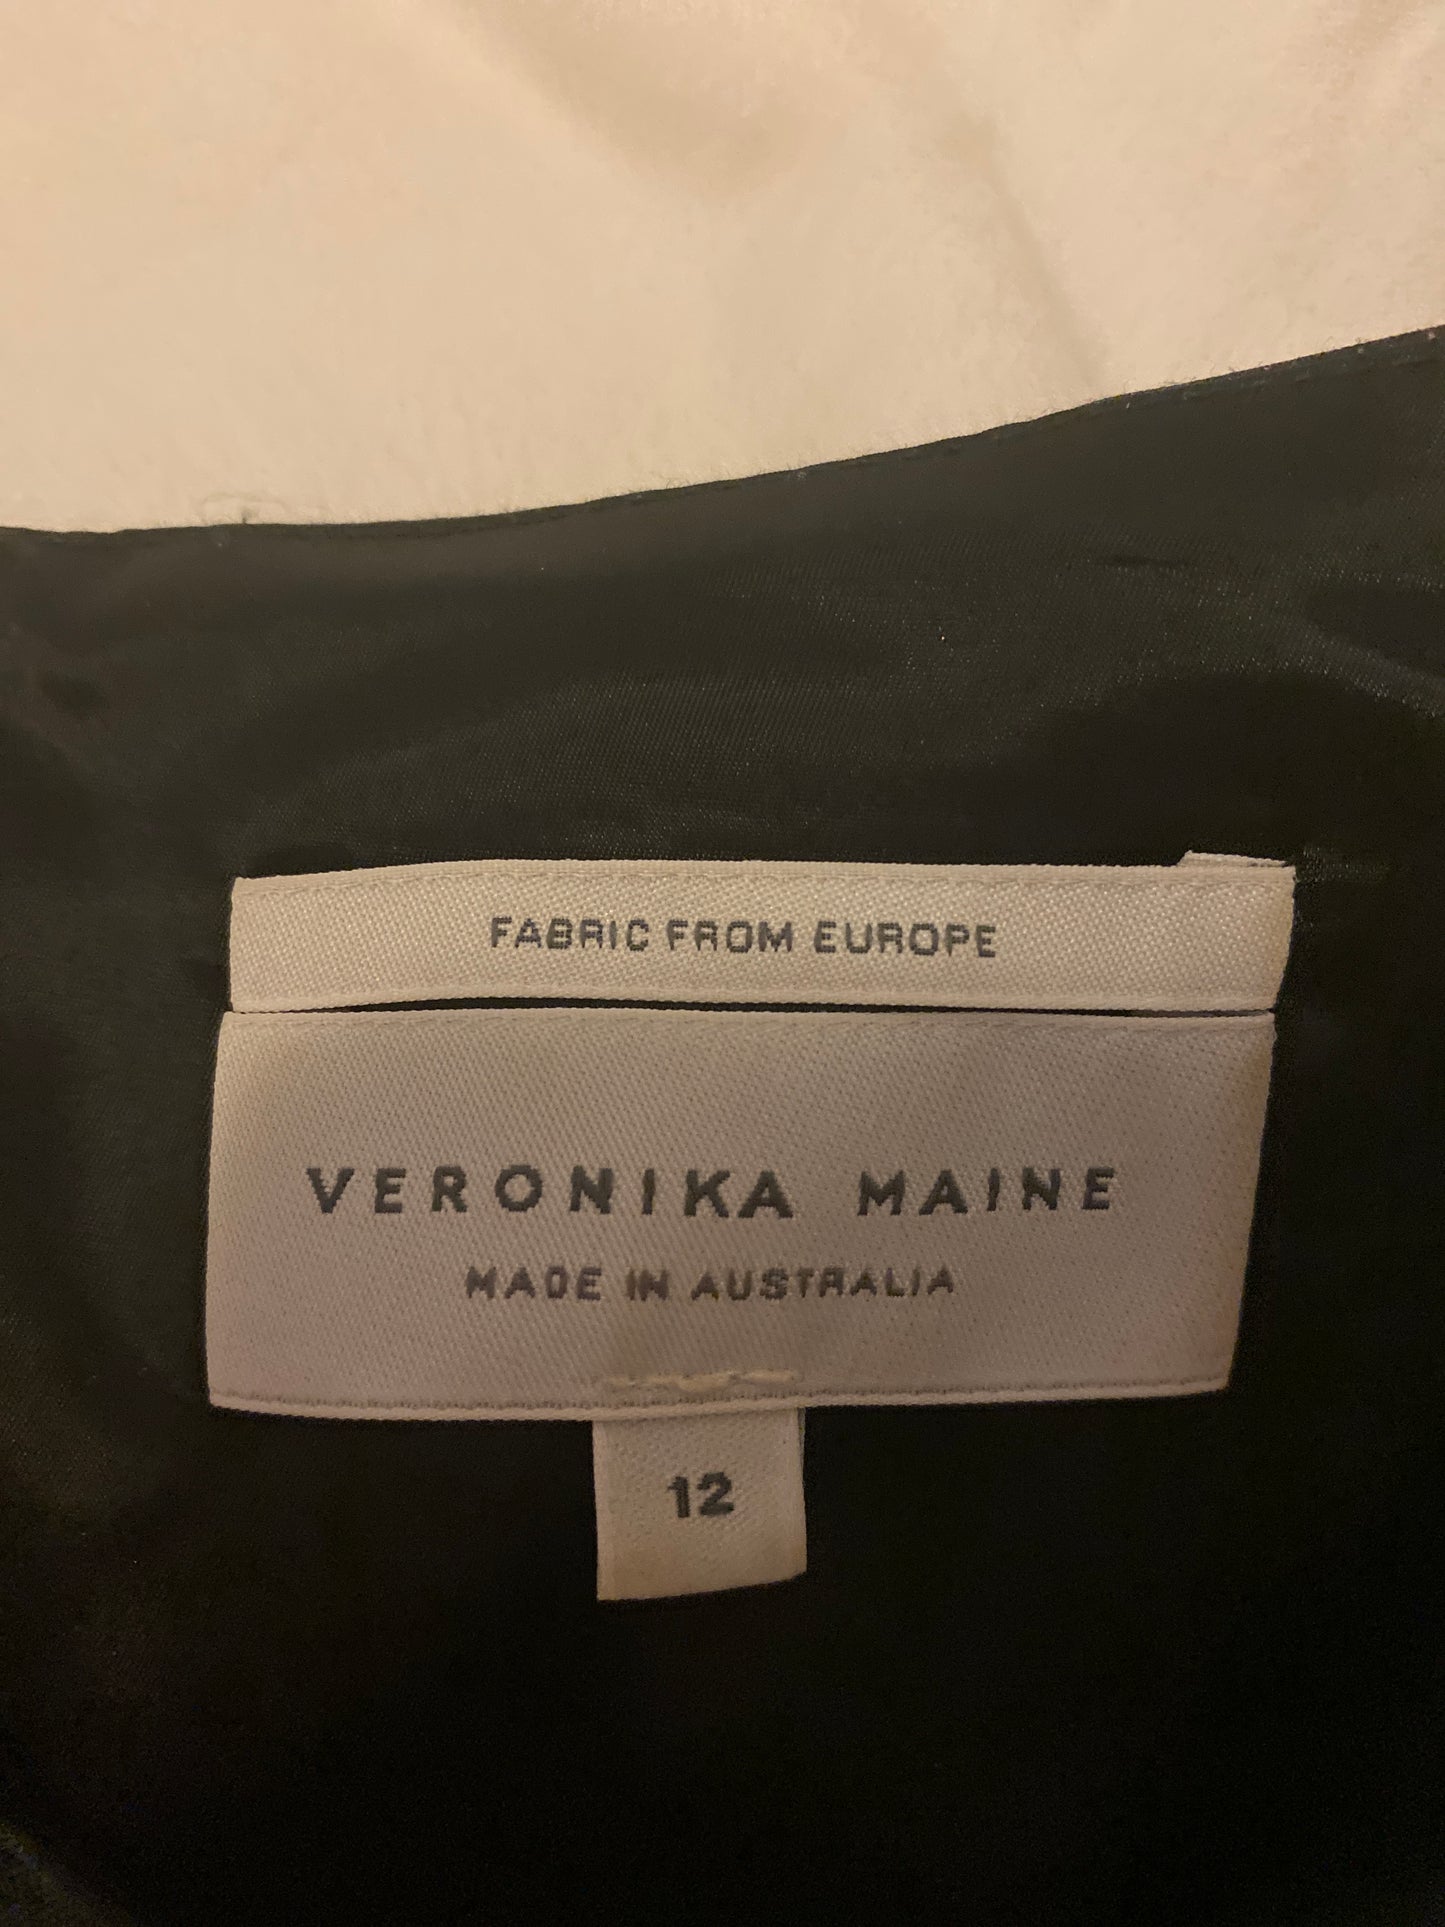 FABRIC FROM EUROPE
VERONIKA MAINE
MADE IN AUSTRALIA
12